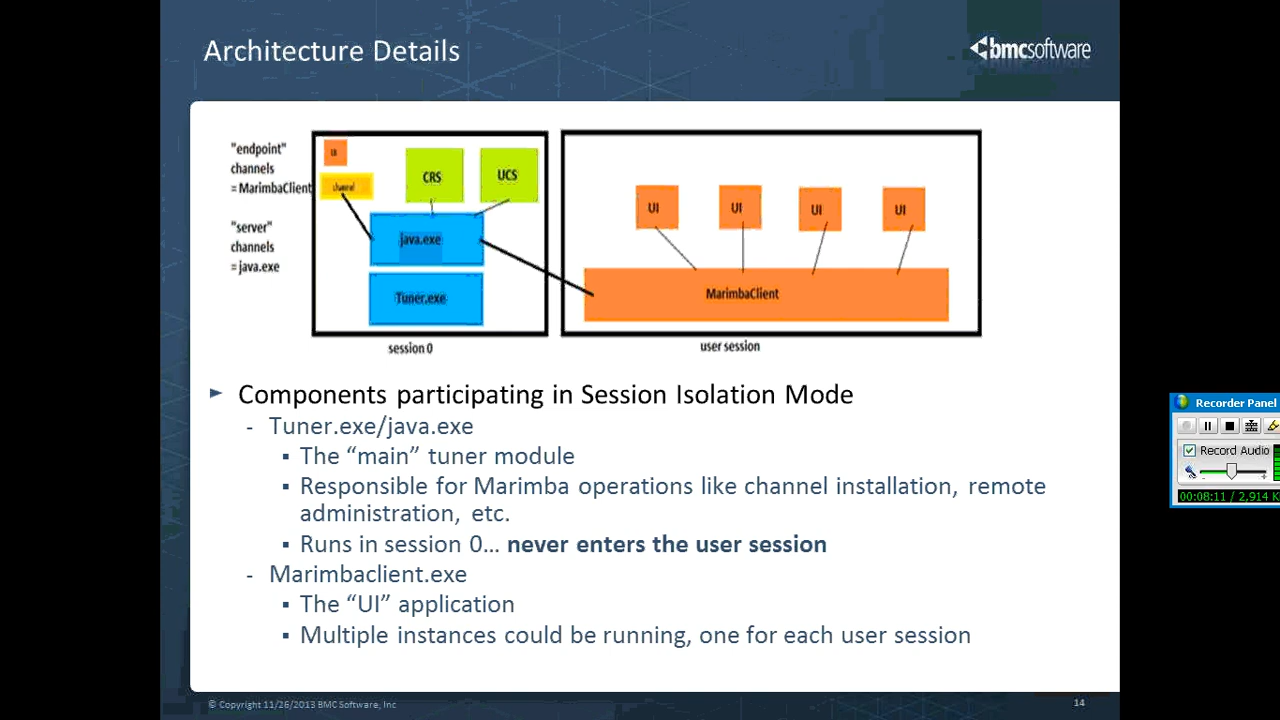 Architecture Details
bmcsoftware
"endpoint"
channels
= MarimbaClient
"server"
channels
= java.exe
UI
channel
CRS
UCS
java.exe
Tuner.exe
session 0
UI
UI
UI
UI
MarimbaClient
user session
► Components participating in Session Isolation Mode
- Tuner.exe/java.exe
▪ The “main” tuner module
▪ Responsible for Marimba operations like channel installation, remote
administration, etc.
▪ Runs in session 0… never enters the user session
- Marimbaclient.exe
▪ The “UI” application
▪ Multiple instances could be running, one for each user session
© Copyright 11/26/2013 BMC Software, Inc
14
Recorder Panel
Record Audio
- +
00:08:11 / 2,914 K